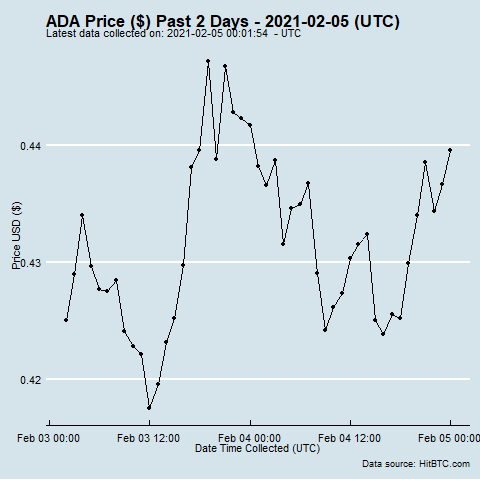 ADA Price ($) Past 2 Days - 2021-02-05 (UTC)
Latest data collected on: 2021-02-05 00:01:54 - UTC
0.44
0.43
0.42
Price USD ($)
Feb 03 00:00 Feb 03 12:00 Feb 04 00:00 Feb 04 12:00 Feb 05 00:00
Date Time Collected (UTC)
Data source: HitBTC.com